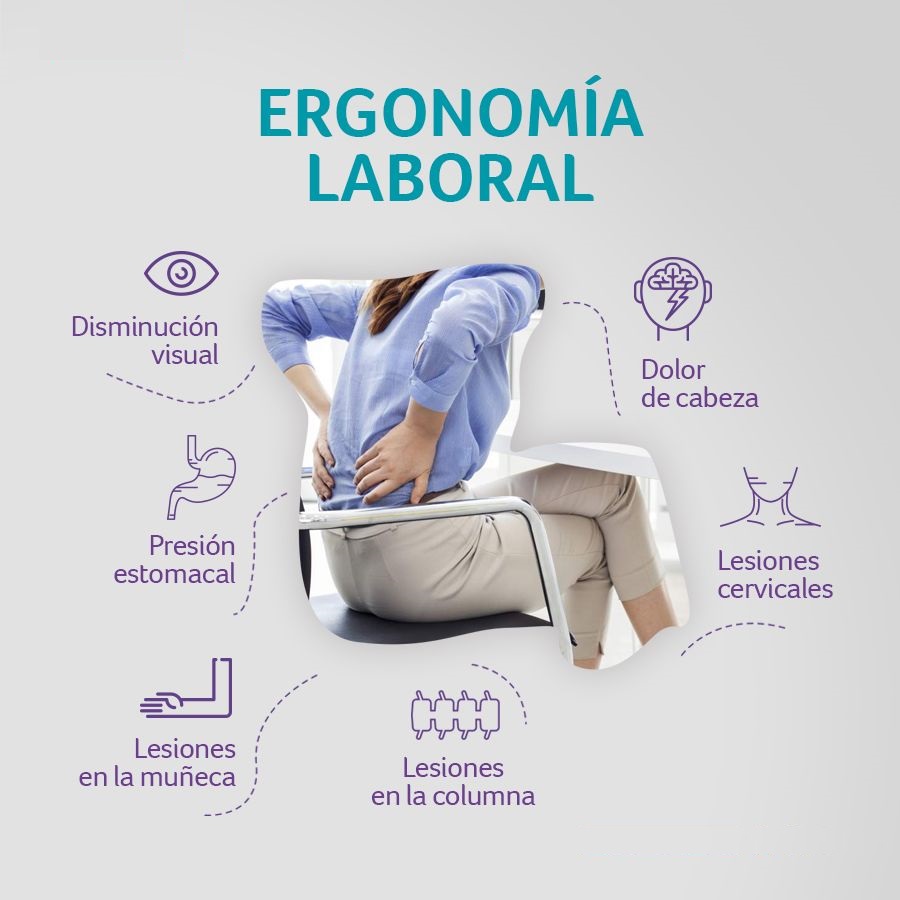 ERGONOMÍA
LABORAL
Disminución
visual
Dolor
de cabeza
Presión
estomacal
Lesiones
cervicales
Lesiones
en la muñeca
Lesiones
en la columna